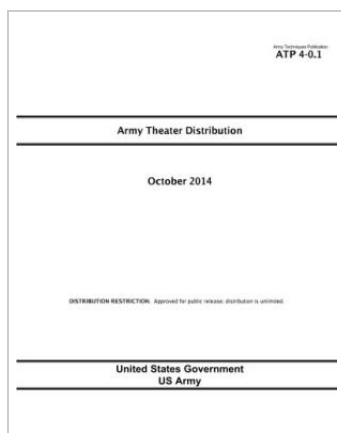 Army Techniques Publication
ATP 4-0.1
Army Theater Distribution
October 2014
DISTRIBUTION RESTRICTION: Approved for public release; distribution is unlimited.
United States Government
US Army